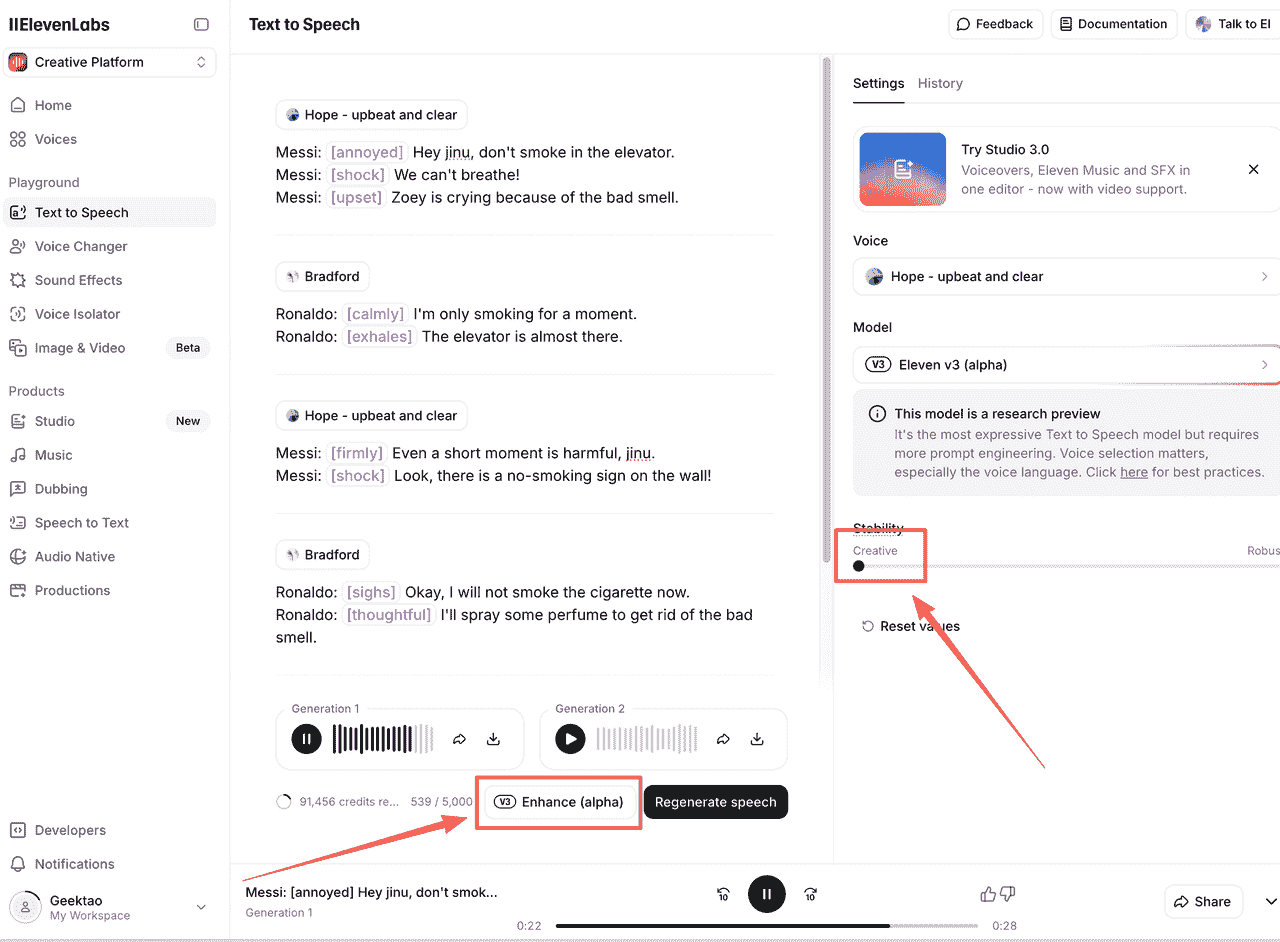 IIElevenLabs
Creative Platform
Home
Voices
Playground
Text to Speech
Voice Changer
Sound Effects
Voice Isolator
Image & Video
Beta
Products
Studio
New
Music
Dubbing
Speech to Text
Audio Native
Productions
Developers
Notifications
Geektao
My Workspace
Text to Speech
Feedback
Documentation
Talk to El
Hope - upbeat and clear
Messi: [annoyed] Hey jinu, don't smoke in the elevator.
Messi: [shock] We can't breathe!
Messi: [upset] Zoey is crying because of the bad smell.
Bradford
Ronaldo: [calmly] I'm only smoking for a moment.
Ronaldo: [exhales] The elevator is almost there.
Hope - upbeat and clear
Messi: [firmly] Even a short moment is harmful, jinu.
Messi: [shock] Look, there is a no-smoking sign on the wall!
Bradford
Ronaldo: [sighs] Okay, I will not smoke the cigarette now.
Ronaldo: [thoughtful] I'll spray some perfume to get rid of the bad
smell.
Generation 1
Generation 2
91,456 credits re...
539 / 5,000
V3 Enhance (alpha)
Regenerate speech
Settings
History
Try Studio 3.0
Voiceovers, Eleven Music and SFX in
one editor - now with video support.
Voice
Hope - upbeat and clear
Model
V3 Eleven v3 (alpha)
This model is a research preview
It's the most expressive Text to Speech model but requires
more prompt engineering. Voice selection matters,
especially the voice language. Click here for best practices.
Stability
Creative
Robus
Reset values
Messi: [annoyed] Hey jinu, don't smok...
Generation 1
10
10
0:22
0:28
Share